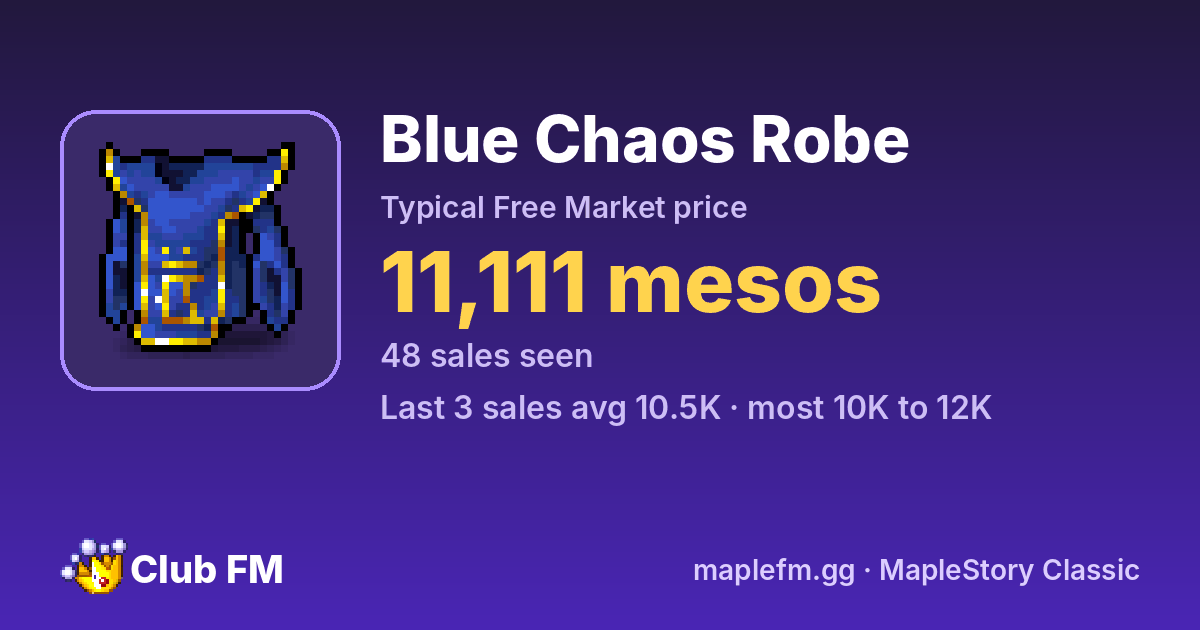 Blue Chaos Robe
Typical Free Market price
11,111 mesos
48 sales seen
Last 3 sales avg 10.5K · most 10K to 12K
Club FM
maplefm.gg · MapleStory Classic